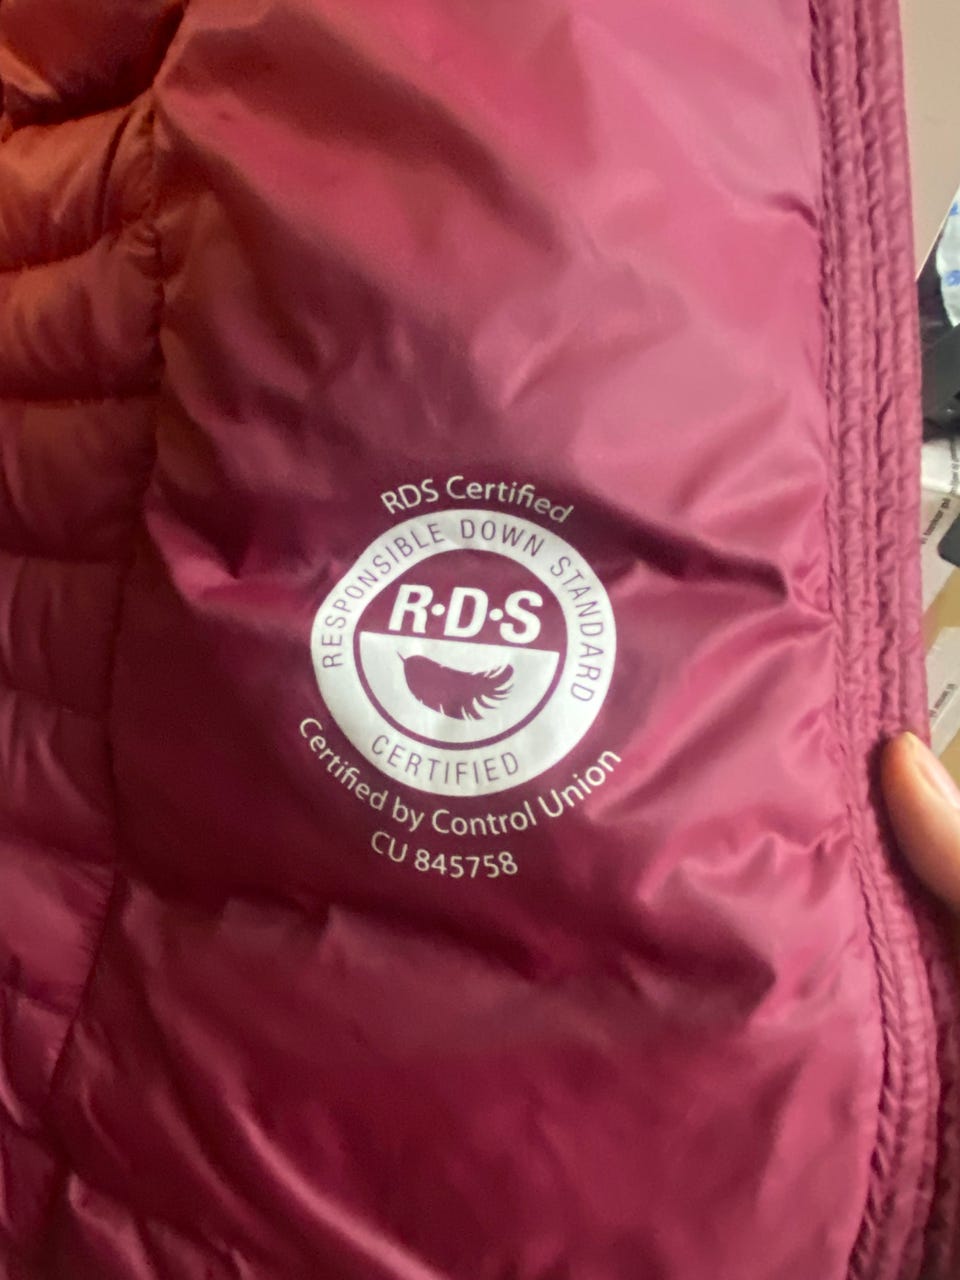 RDS Certified
RESPONSIBLE DOWN STANDARD
R·D·S
CERTIFIED
Certified by Control Union
CU 845758